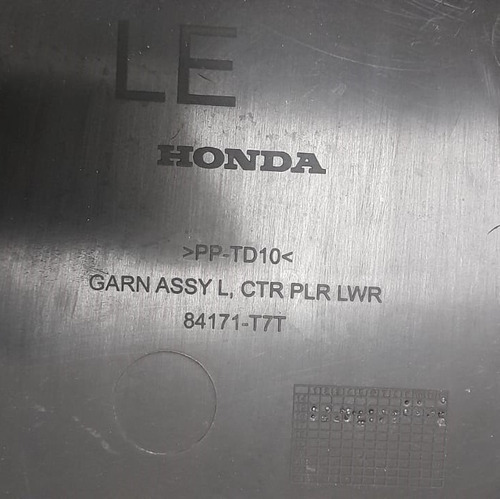 LE
HONDA
>PP-TD10<
GARN ASSY L, CTR PLR LWR
84171-T7T